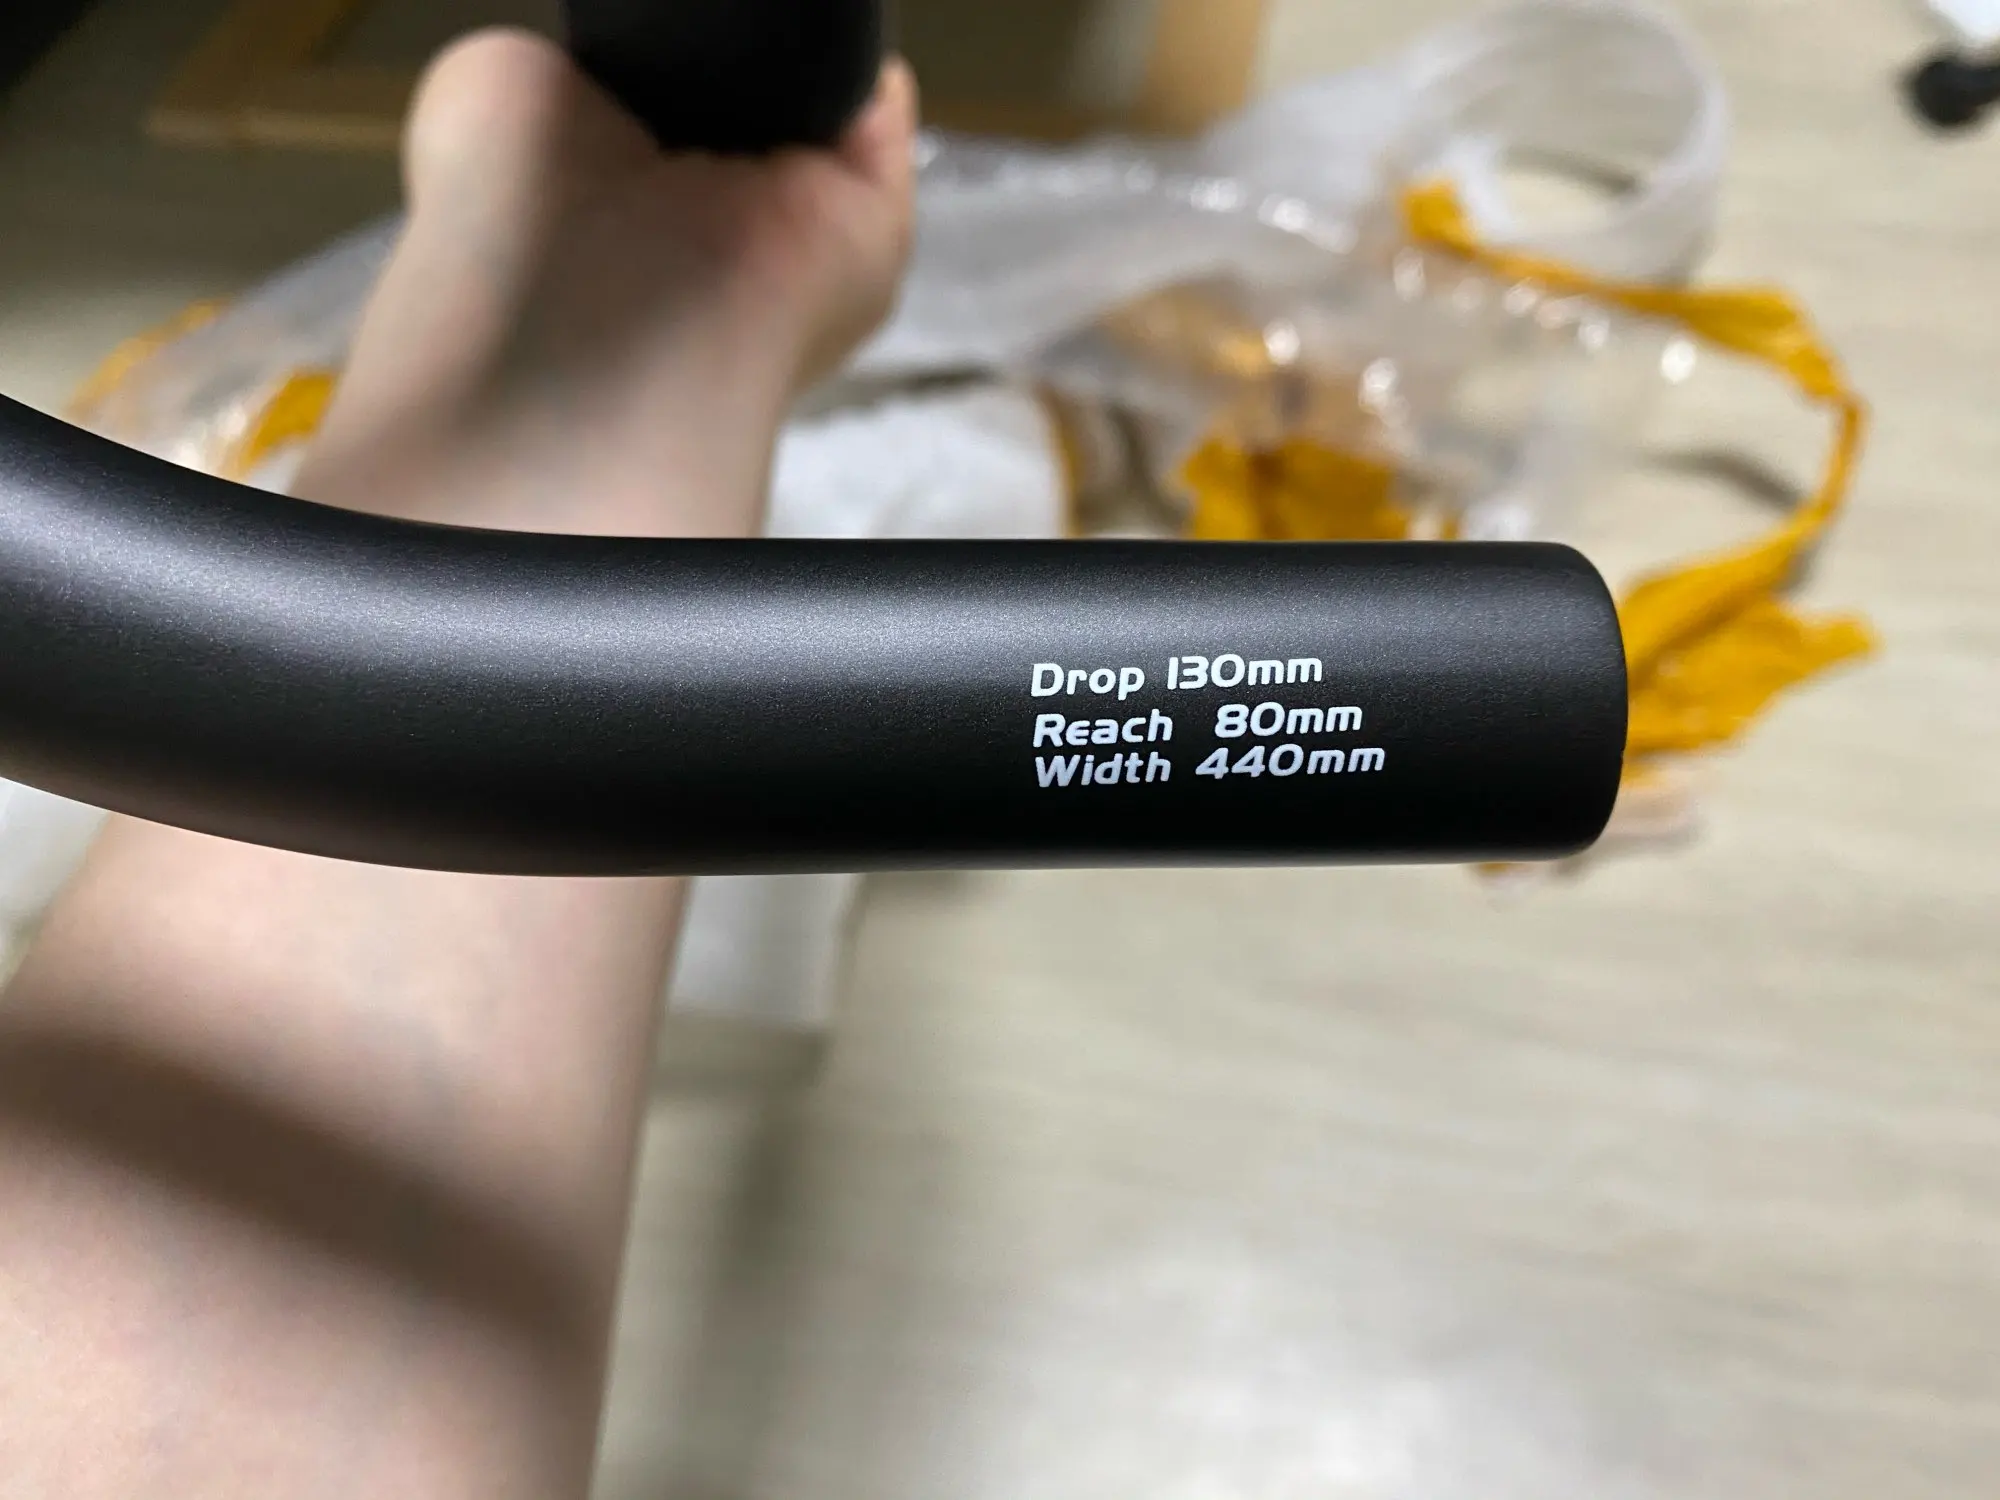 Drop 130mm
Reach 80mm
Width 440mm